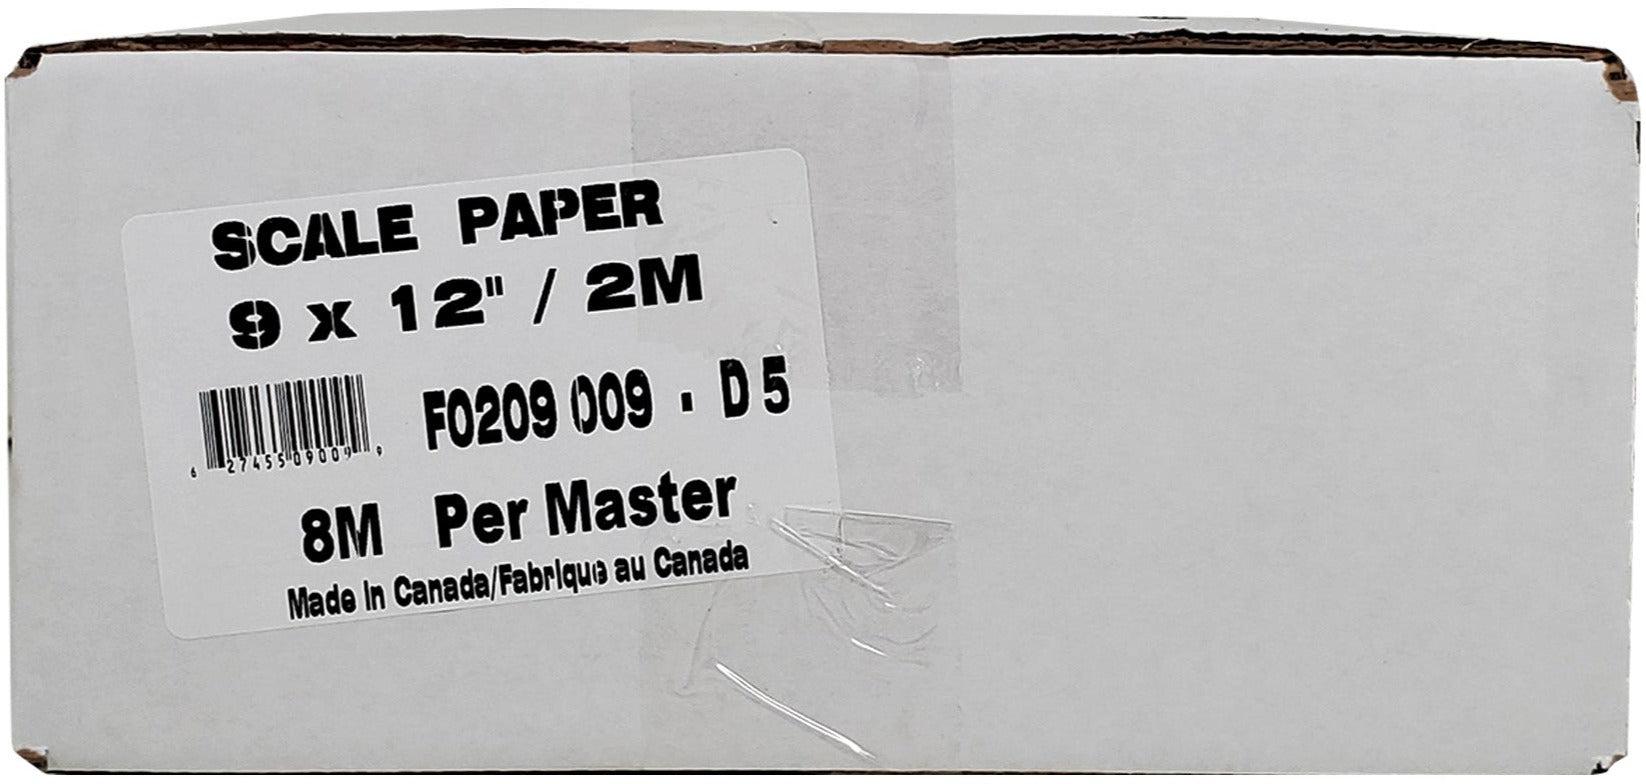 SCALE PAPER
9 x 12" / 2M
F0209 009 - D5
6 27455 09009 9
8M Per Master
Made In Canada/Fabrique au Canada